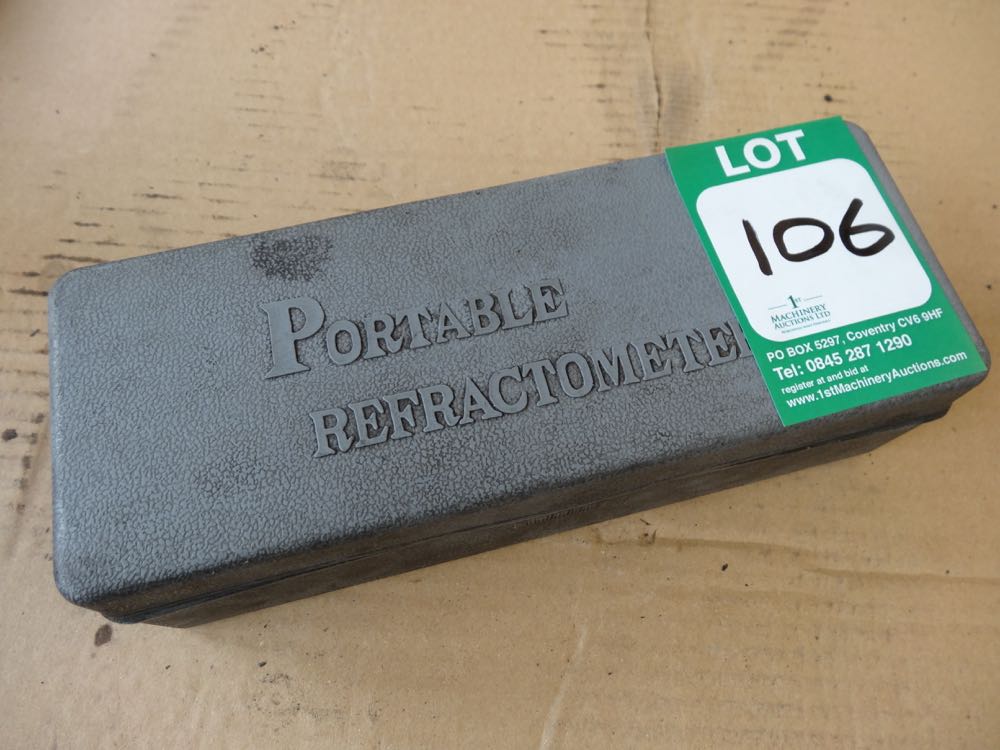 PORTABLE
REFRACTOMETE
LOT
106
1ST
MACHINERY
AUCTIONS LTD
PO BOX 5297, Coventry CV6 9HF
Tel: 0845 287 1290
register at and bid at
www.1stMachineryAuctions.com